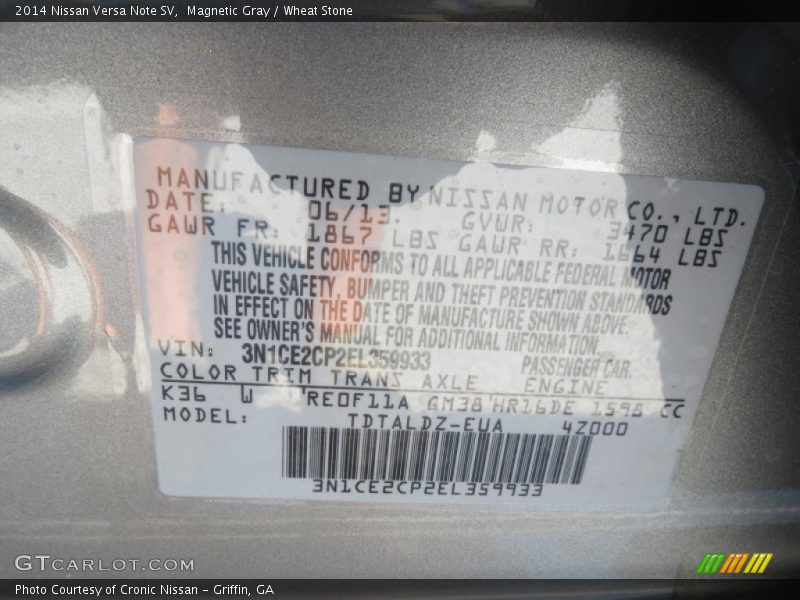 2014 Nissan Versa Note SV, Magnetic Gray / Wheat Stone
MANUFACTURED BY NISSAN MOTOR CO., LTD.
DATE: 06/13 GVWR: 3470 LBS
GAWR FR: 1867 LBS GAWR RR: 1664 LBS
THIS VEHICLE CONFORMS TO ALL APPLICABLE FEDERAL MOTOR
VEHICLE SAFETY, BUMPER AND THEFT PREVENTION STANDARDS
IN EFFECT ON THE DATE OF MANUFACTURE SHOWN ABOVE.
SEE OWNER'S MANUAL FOR ADDITIONAL INFORMATION.
VIN: 3N1CE2CP2EL359933 PASSENGER CAR.
COLOR TRIM TRANS AXLE ENGINE
K36 W RE0F11A GM38 HR16DE 1598 CC
MODEL: TDTALDZ-EUA 4Z000
3N1CE2CP2EL359933
GTCARLOT.COM
Photo Courtesy of Cronic Nissan – Griffin, GA